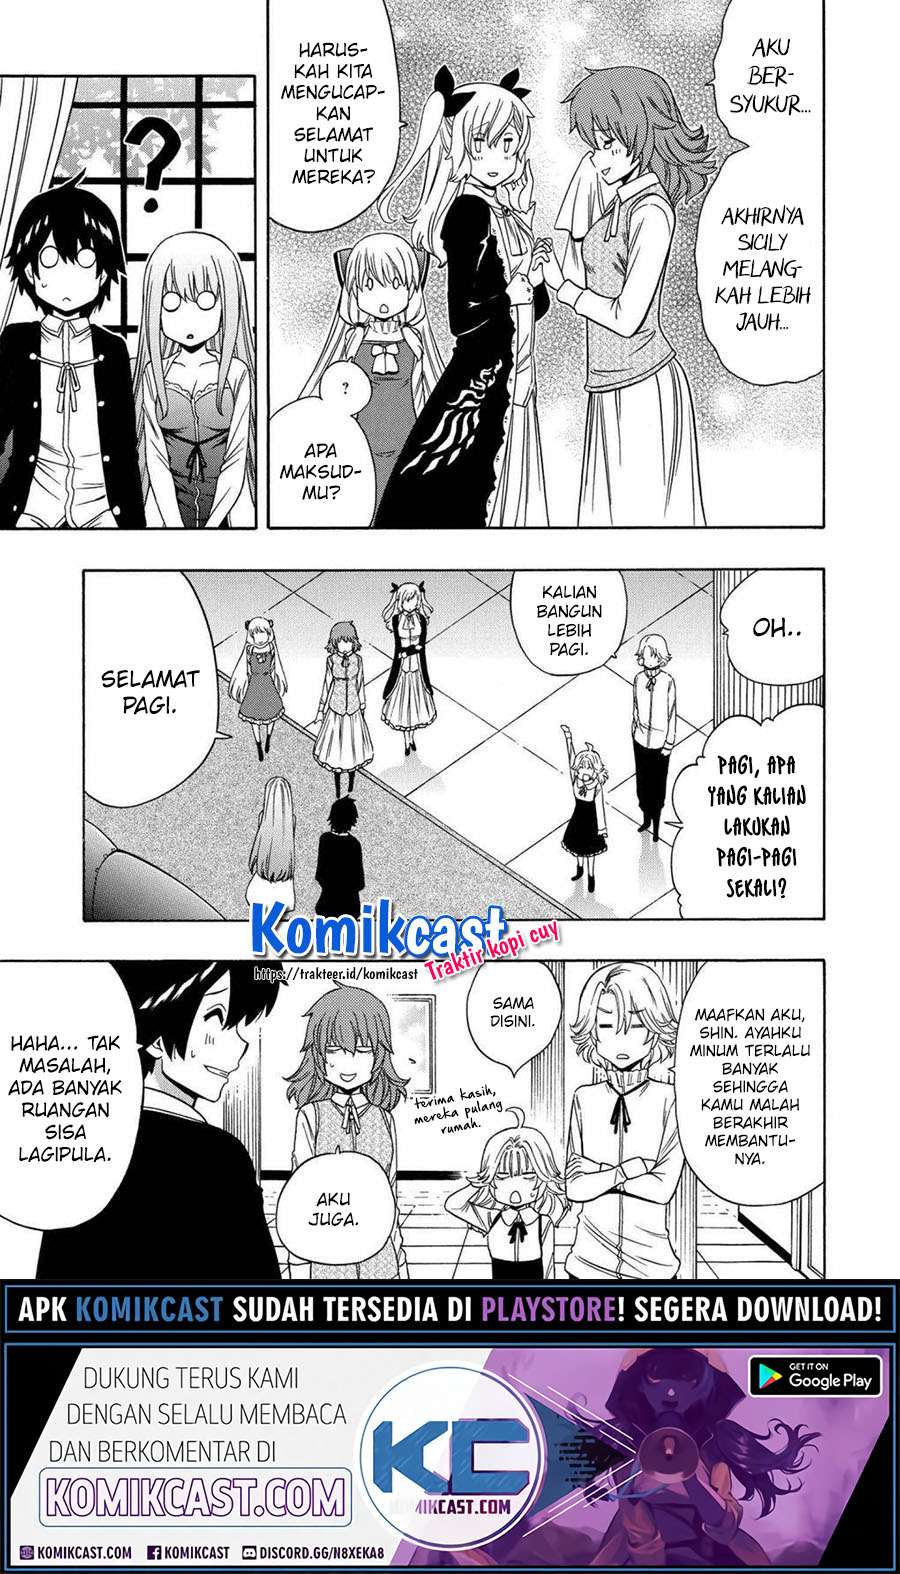 AKU
BER-
SYUKUR...
AKHIRNYA
SICILY
MELANG-
KAH LEBIH
JAUH...
HARUS-
KAH KITA
MENGUCAP-
KAN
SELAMAT
UNTUK
MEREKA?
?
APA
MAKSUD-
MU?
?
OH..
PAGI, APA
YANG KALIAN
LAKUKAN
PAGI-PAGI
SEKALI?
KALIAN
BANGUN
LEBIH
PAGI.
SELAMAT
PAGI.
Komikcast
https://trakteer.id/komikcast
Traktir kopi cuy
MAAFKAN AKU,
SHIN. AYAHKU
MINUM TERLALU
BANYAK
SEHINGGA
KAMU MALAH
BERAKHIR
MEMBANTU-
NYA.
SAMA
DISINI.
terima kasih,
mereka pulang
rumah.
AKU
JUGA.
HAHA... TAK
MASALAH,
ADA BANYAK
RUANGAN
SISA
LAGIPULA.
APK KOMIKCAST SUDAH TERSEDIA DI PLAYSTORE! SEGERA DOWNLOAD!
DUKUNG TERUS KAMI
DENGAN SELALU MEMBACA
DAN BERKOMENTAR DI
KOMIKCAST.COM
KOMIKCAST.COM
KOMIKCAST
DISCORD.GG/N8XEKA8
KC
KOMIKCAST.COM
GET IT ON
Google Play